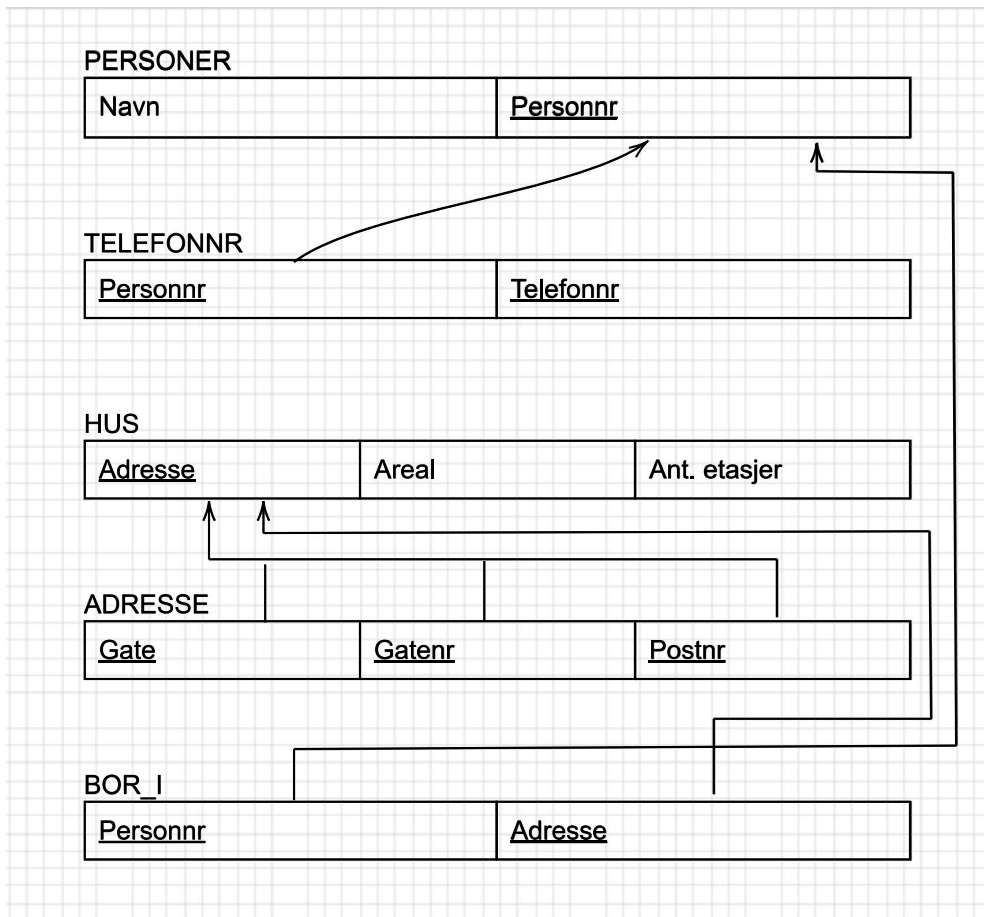 PERSONER
Navn Personnr
TELEFONNR
Personnr Telefonnr
HUS
Adresse Areal Ant. etasjer
ADRESSE
Gate Gatenr Postnr
BOR_I
Personnr Adresse